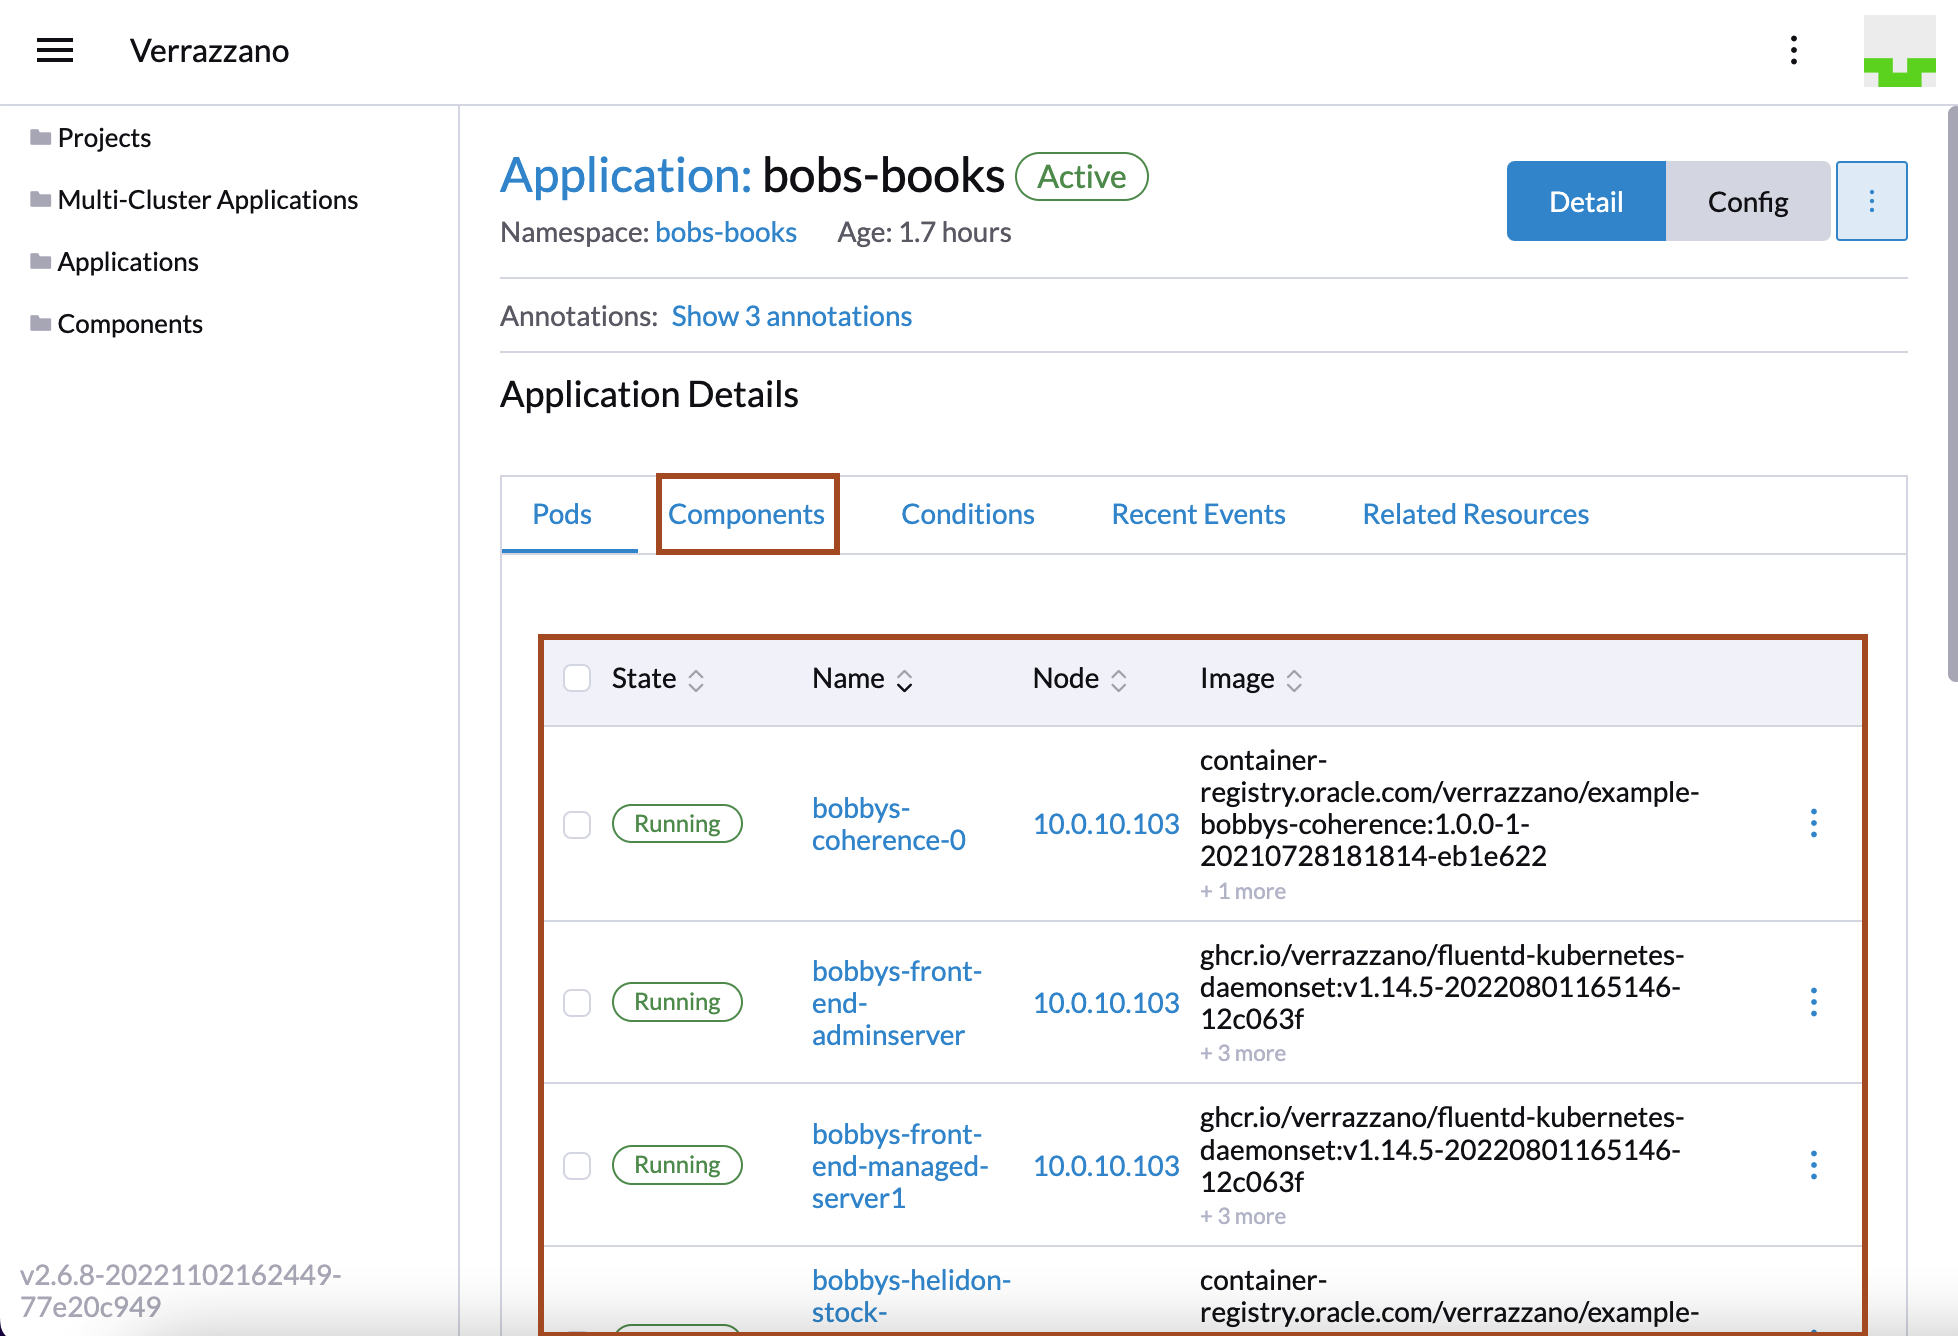 Verrazzano
Projects
Multi-Cluster Applications
Applications
Components
v2.6.8-20221102162449-
77e20c949
Application: bobs-books Active
Namespace: bobs-books Age: 1.7 hours
Detail Config
Annotations: Show 3 annotations
Application Details
Pods Components Conditions Recent Events Related Resources
State Name Node Image
Running
bobbys-
coherence-0
10.0.10.103
container-
registry.oracle.com/verrazzano/example-
bobbys-coherence:1.0.0-1-
20210728181814-eb1e622
+ 1 more
Running
bobbys-front-
end-
adminserver
10.0.10.103
ghcr.io/verrazzano/fluentd-kubernetes-
daemonset:v1.14.5-20220801165146-
12c063f
+ 3 more
Running
bobbys-front-
end-managed-
server1
10.0.10.103
ghcr.io/verrazzano/fluentd-kubernetes-
daemonset:v1.14.5-20220801165146-
12c063f
+ 3 more
bobbys-helidon-
stock-
container-
registry.oracle.com/verrazzano/example-